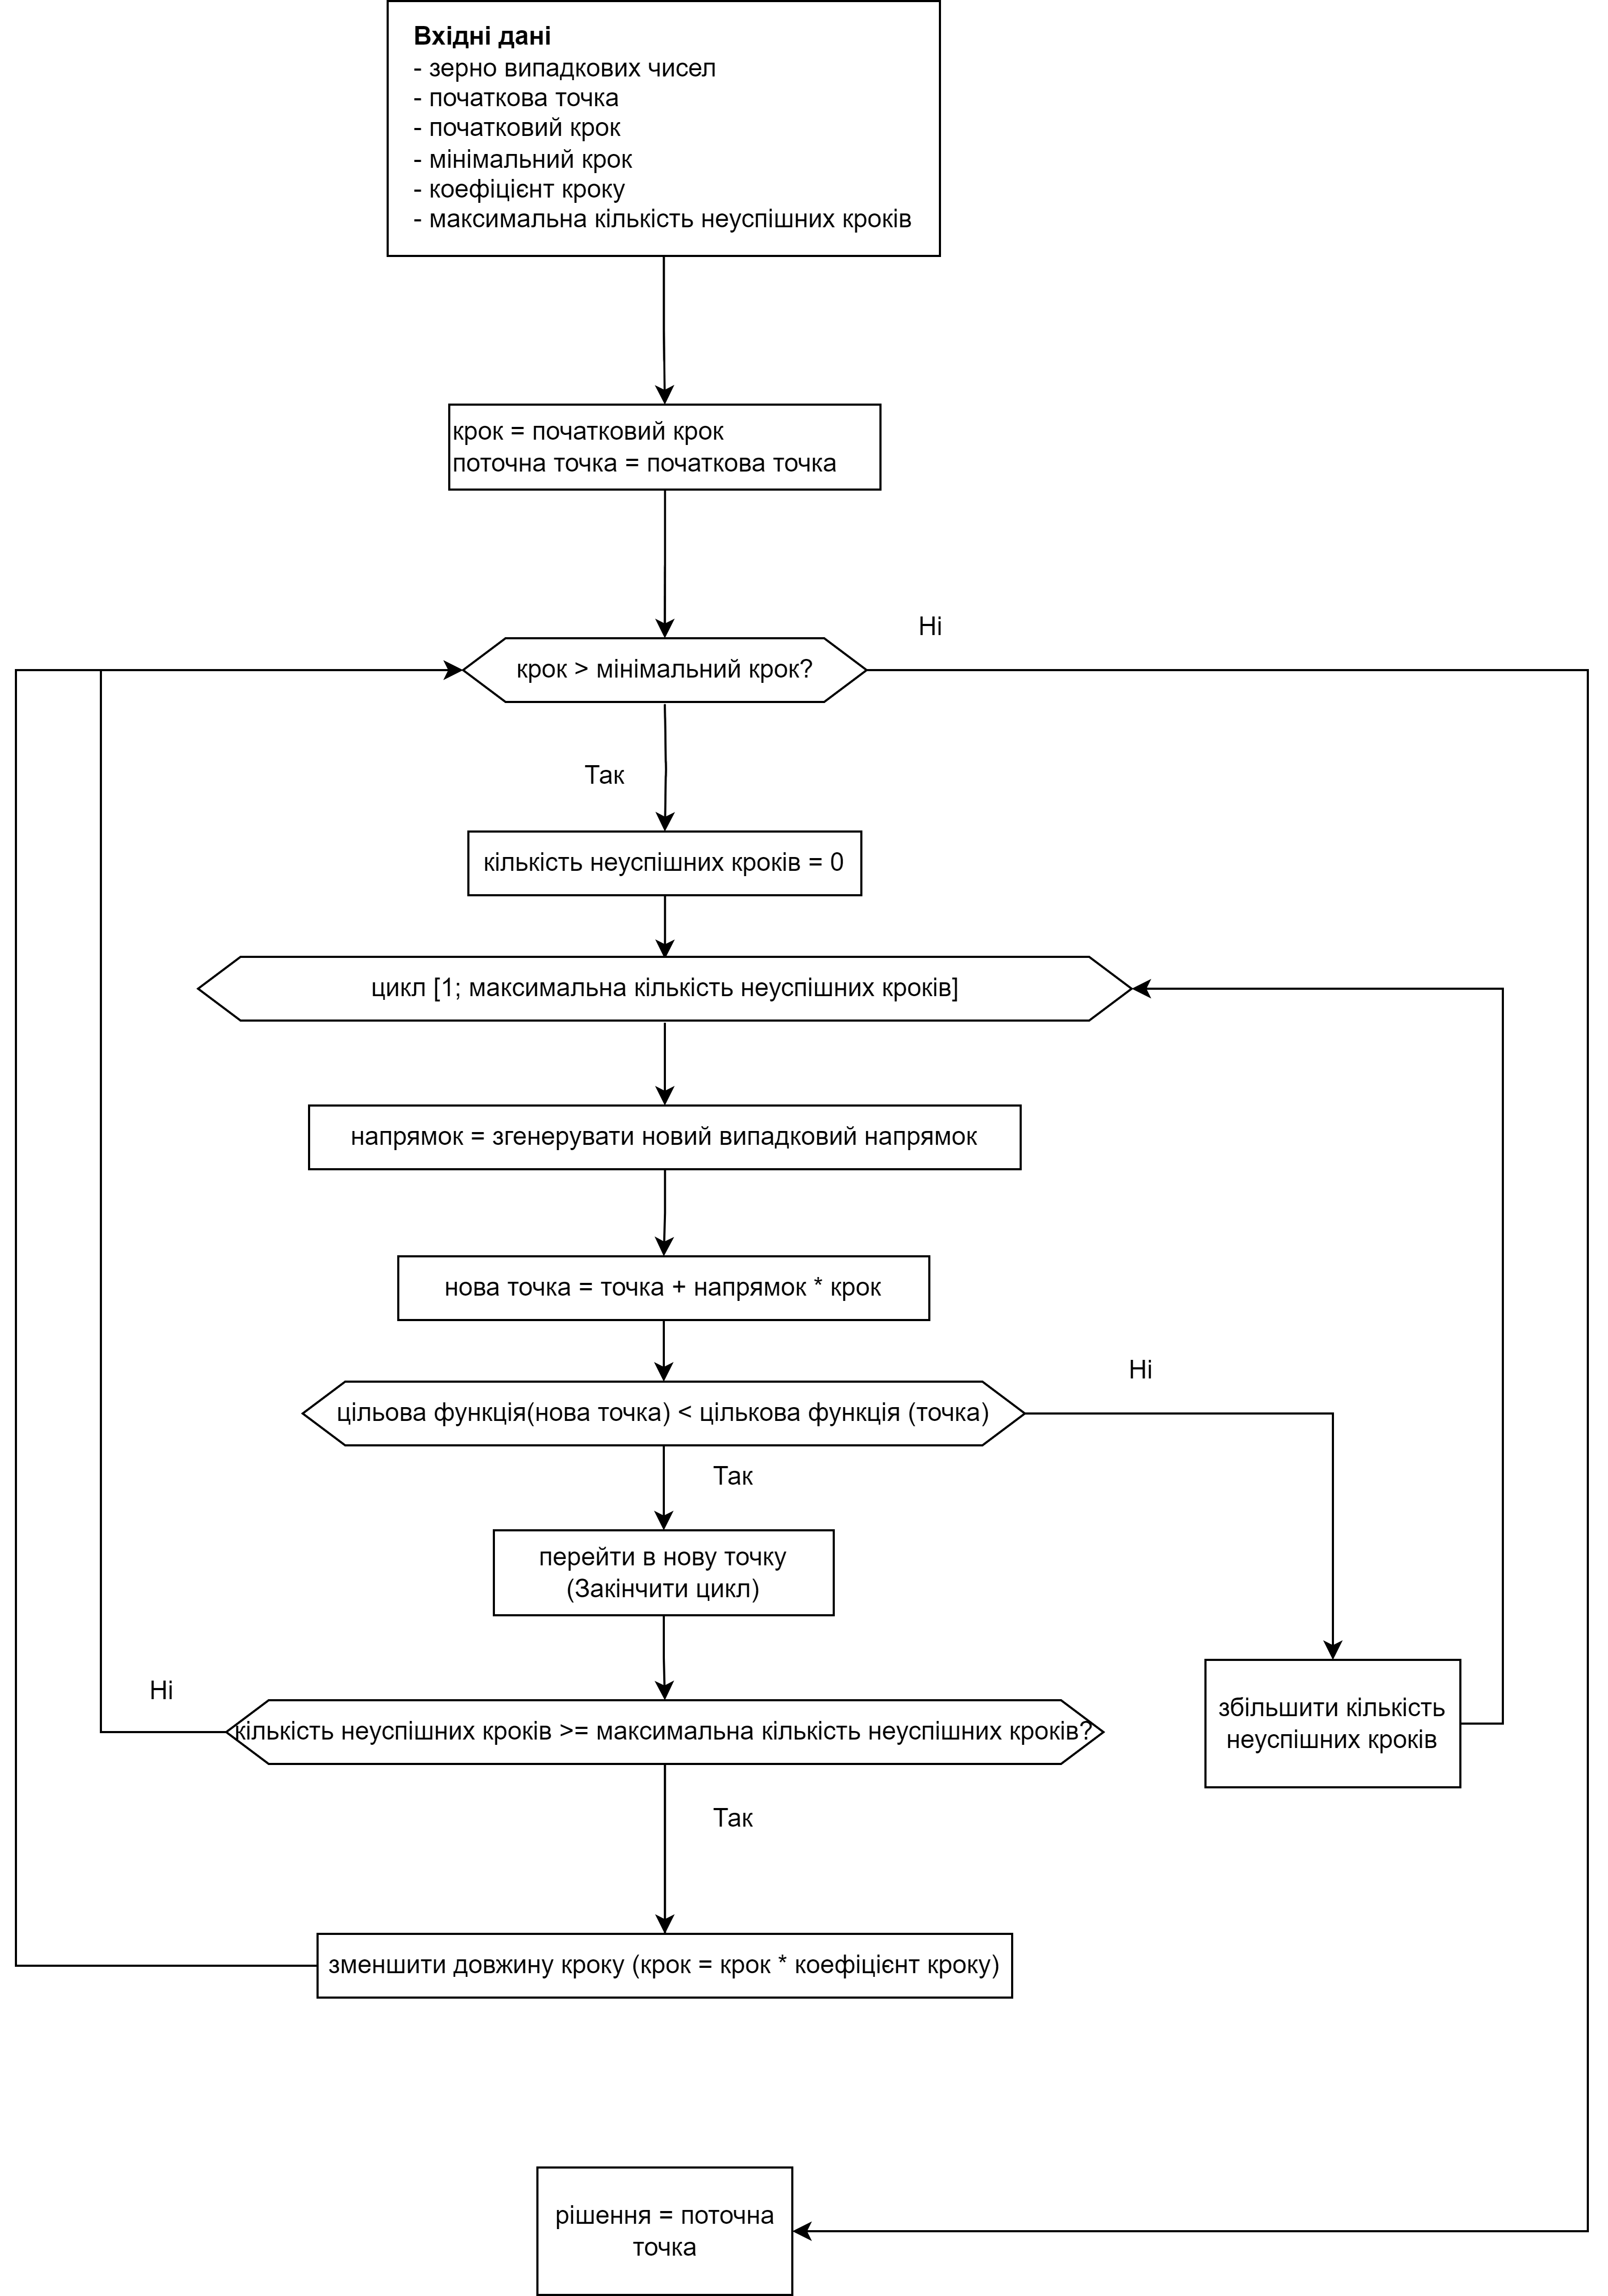 Вхідні дані
- зерно випадкових чисел
- початкова точка
- початковий крок
- мінімальний крок
- коефіцієнт кроку
- максимальна кількість неуспішних кроків
крок = початковий крок
поточна точка = початкова точка
Ні
крок > мінімальний крок?
Так
кількість неуспішних кроків = 0
цикл [1; максимальна кількість неуспішних кроків]
напрямок = згенерувати новий випадковий напрямок
нова точка = точка + напрямок * крок
Ні
цільова функція(нова точка) < цількова функція (точка)
Так
перейти в нову точку
(Закінчити цикл)
Ні
кількість неуспішних кроків >= максимальна кількість неуспішних кроків?
збільшити кількість
неуспішних кроків
Так
зменшити довжину кроку (крок = крок * коефіцієнт кроку)
рішення = поточна
точка